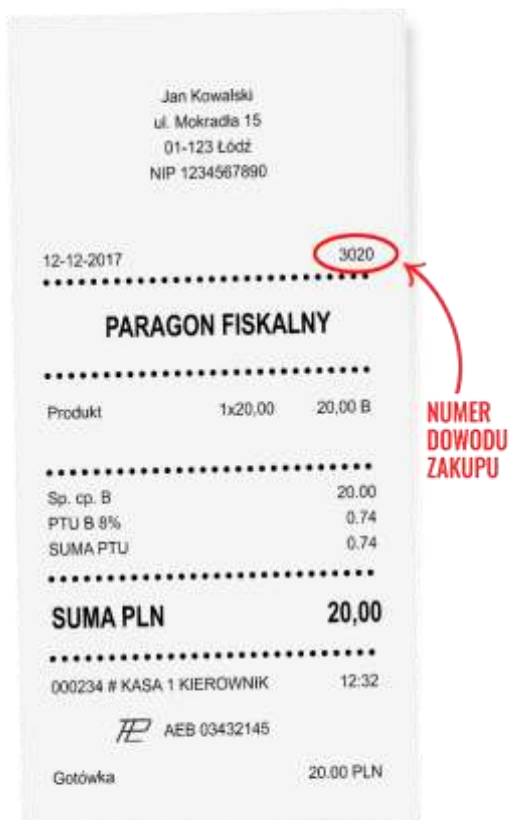 Jan Kowalski
ul. Mokradła 15
01-123 Łódź
NIP 1234567890
12-12-2017 3020
PARAGON FISKALNY
Produkt 1x20,00 20,00 B
NUMER
DOWODU
ZAKUPU
Sp. cp. B 20.00
PTU B 8% 0.74
SUMA PTU 0.74
SUMA PLN 20,00
000234 # KASA 1 KIEROWNIK 12:32
AEB 03432145
Gotówka 20.00 PLN